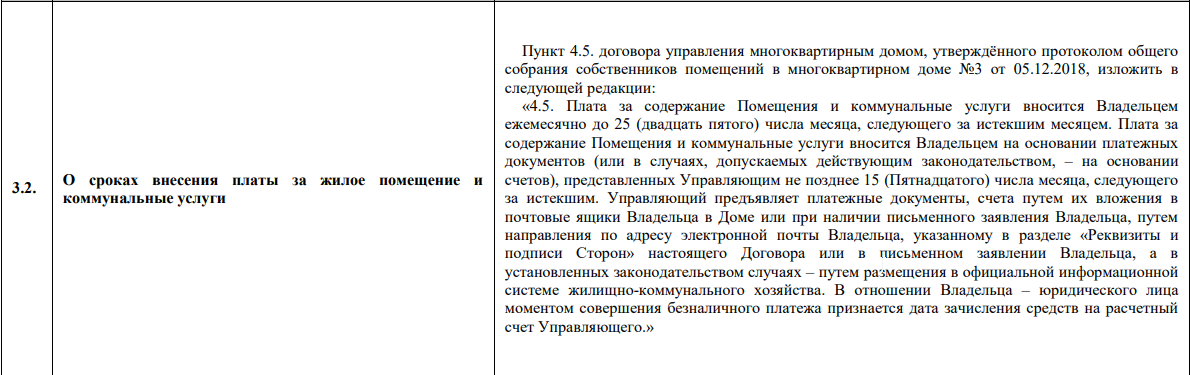 3.2.
О сроках внесения платы за жилое помещение и
коммунальные услуги
Пункт 4.5. договора управления многоквартирным домом, утверждённого протоколом общего
собрания собственников помещений в многоквартирном доме №3 от 05.12.2018, изложить в
следующей редакции:
«4.5. Плата за содержание Помещения и коммунальные услуги вносится Владельцем
ежемесячно до 25 (двадцать пятого) числа месяца, следующего за истекшим месяцем. Плата за
содержание Помещения и коммунальные услуги вносится Владельцем на основании платежных
документов (или в случаях, допускаемых действующим законодательством, – на основании
счетов), представленных Управляющим не позднее 15 (Пятнадцатого) числа месяца, следующего
за истекшим. Управляющий предъявляет платежные документы, счета путем их вложения в
почтовые ящики Владельца в Доме или при наличии письменного заявления Владельца, путем
направления по адресу электронной почты Владельца, указанному в разделе «Реквизиты и
подписи Сторон» настоящего Договора или в письменном заявлении Владельца, а в
установленных законодательством случаях – путем размещения в официальной информационной
системе жилищно-коммунального хозяйства. В отношении Владельца – юридического лица
моментом совершения безналичного платежа признается дата зачисления средств на расчетный
счет Управляющего.»